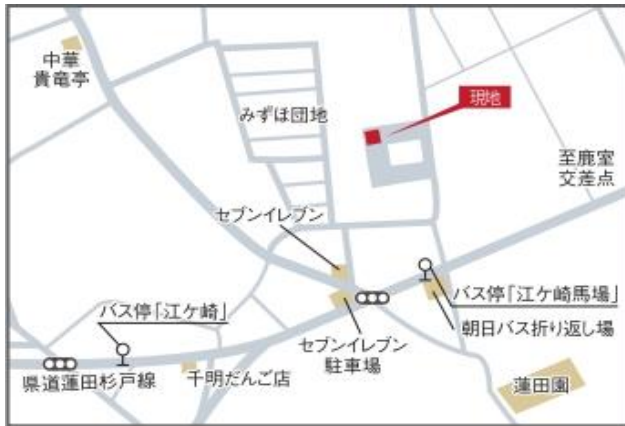 中華
貴竜亭
みずほ団地
現地
至鹿室
交差点
セブンイレブン
バス停「江ケ崎馬場」
朝日バス折り返し場
バス停「江ケ崎」
セブンイレブン
駐車場
県道蓮田杉戸線
千明だんご店
蓮田園